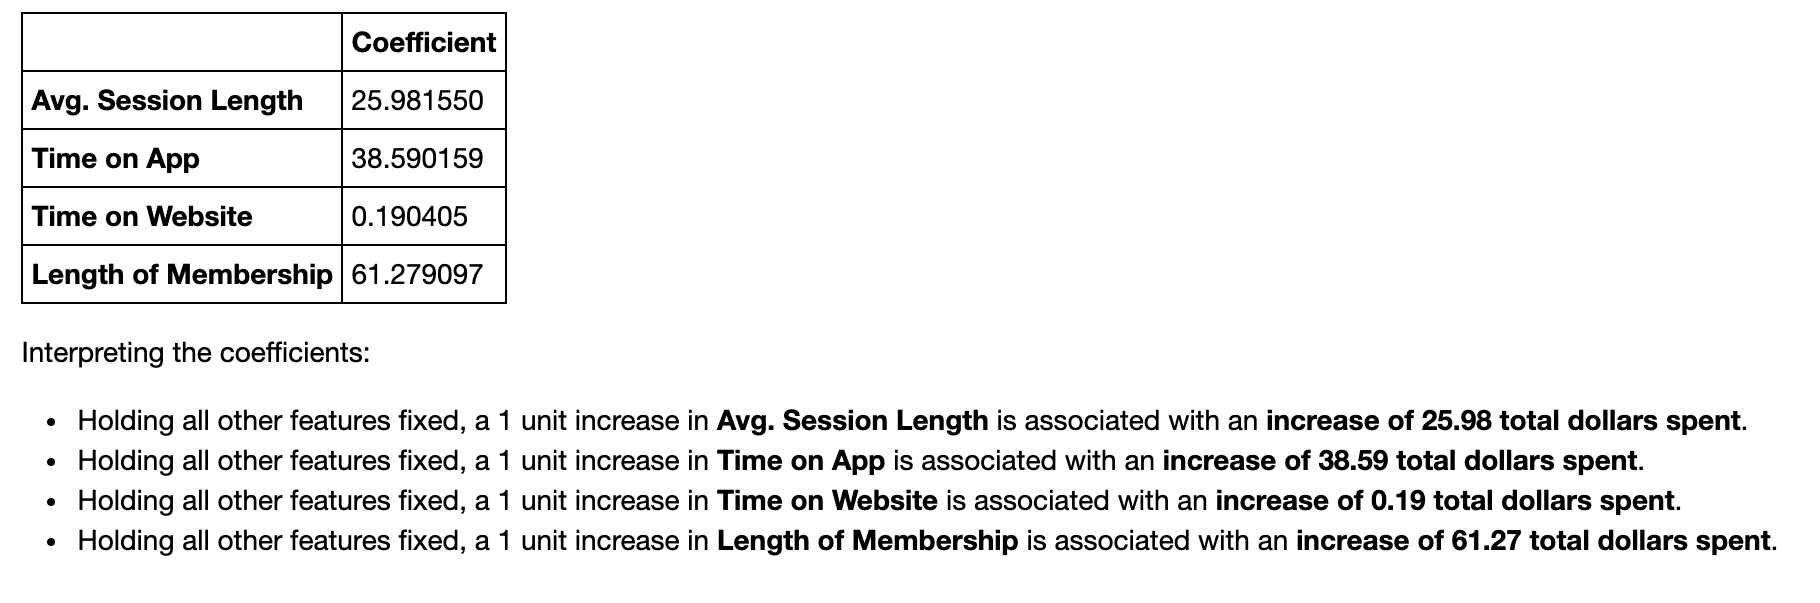 Coefficient
Avg. Session Length 25.981550
Time on App 38.590159
Time on Website 0.190405
Length of Membership 61.279097
Interpreting the coefficients:
• Holding all other features fixed, a 1 unit increase in Avg. Session Length is associated with an increase of 25.98 total dollars spent.
• Holding all other features fixed, a 1 unit increase in Time on App is associated with an increase of 38.59 total dollars spent.
• Holding all other features fixed, a 1 unit increase in Time on Website is associated with an increase of 0.19 total dollars spent.
• Holding all other features fixed, a 1 unit increase in Length of Membership is associated with an increase of 61.27 total dollars spent.